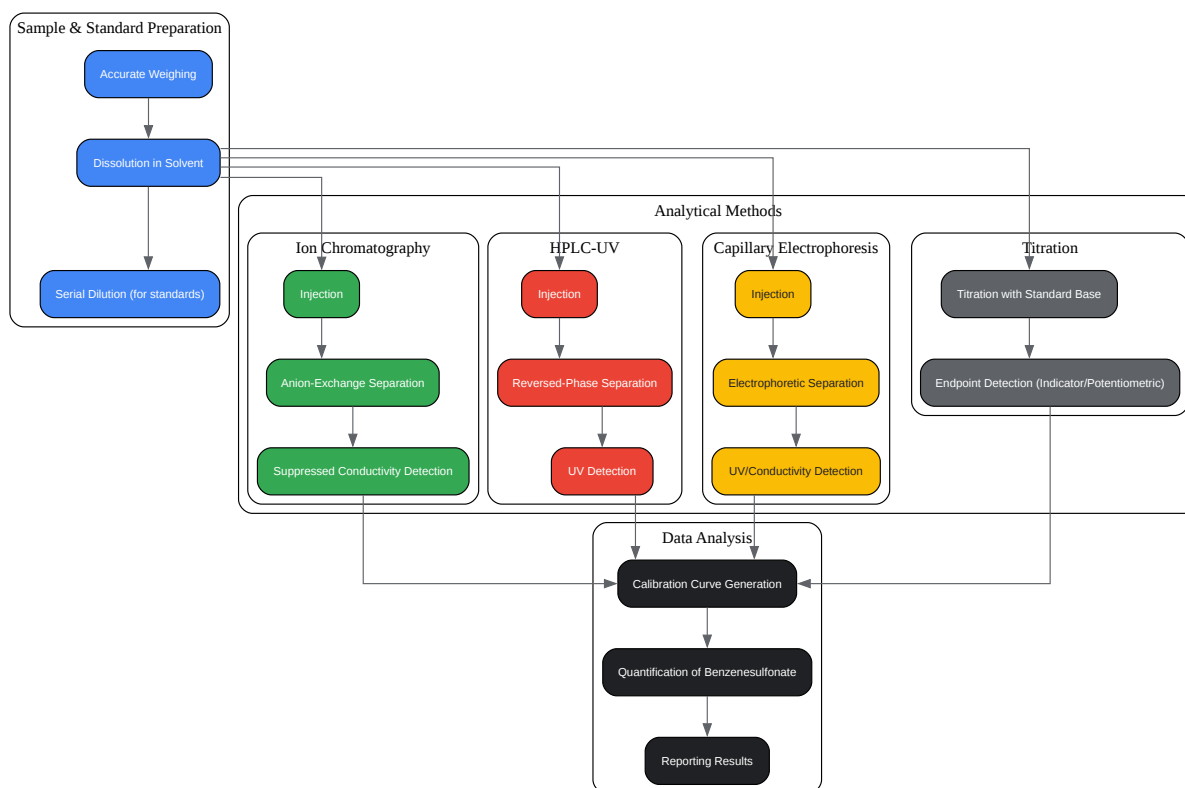 Sample & Standard Preparation
Accurate Weighing
Dissolution in Solvent
Serial Dilution (for standards)
Analytical Methods
Ion Chromatography
Injection
Anion-Exchange Separation
Suppressed Conductivity Detection
HPLC-UV
Injection
Reversed-Phase Separation
UV Detection
Capillary Electrophoresis
Injection
Electrophoretic Separation
UV/Conductivity Detection
Titration
Titration with Standard Base
Endpoint Detection (Indicator/Potentiometric)
Data Analysis
Calibration Curve Generation
Quantification of Benzenesulfonate
Reporting Results